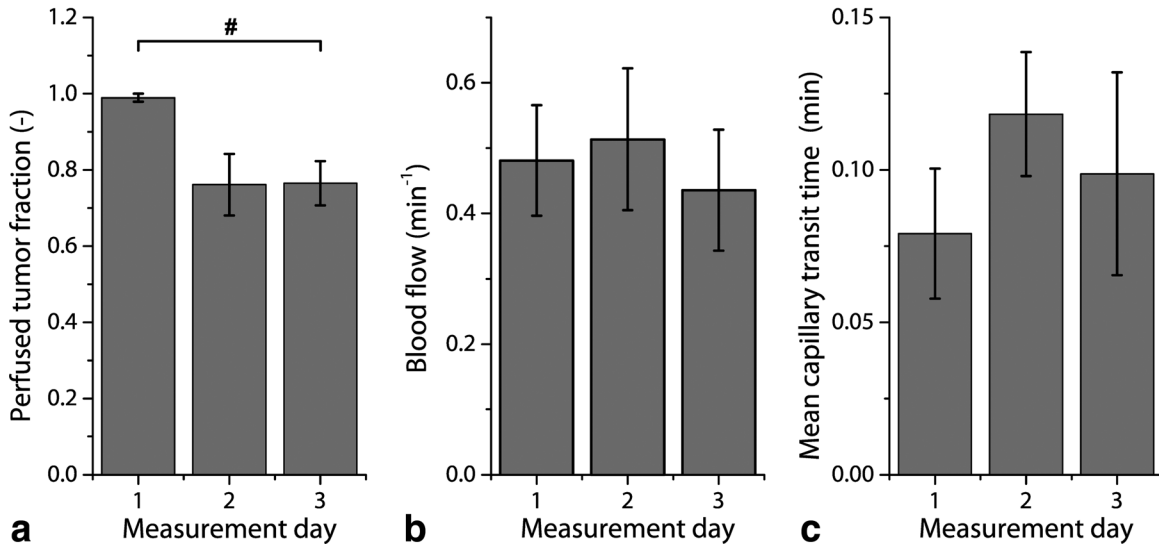 #
Perfused tumor fraction (-)
1.2
1.0
0.8
0.6
0.4
0.2
0.0
1 2 3
Measurement day
a
Blood flow (min⁻¹)
0.6
0.4
0.2
0.0
1 2 3
Measurement day
b
Mean capillary transit time (min)
0.15
0.10
0.05
0.00
1 2 3
Measurement day
c